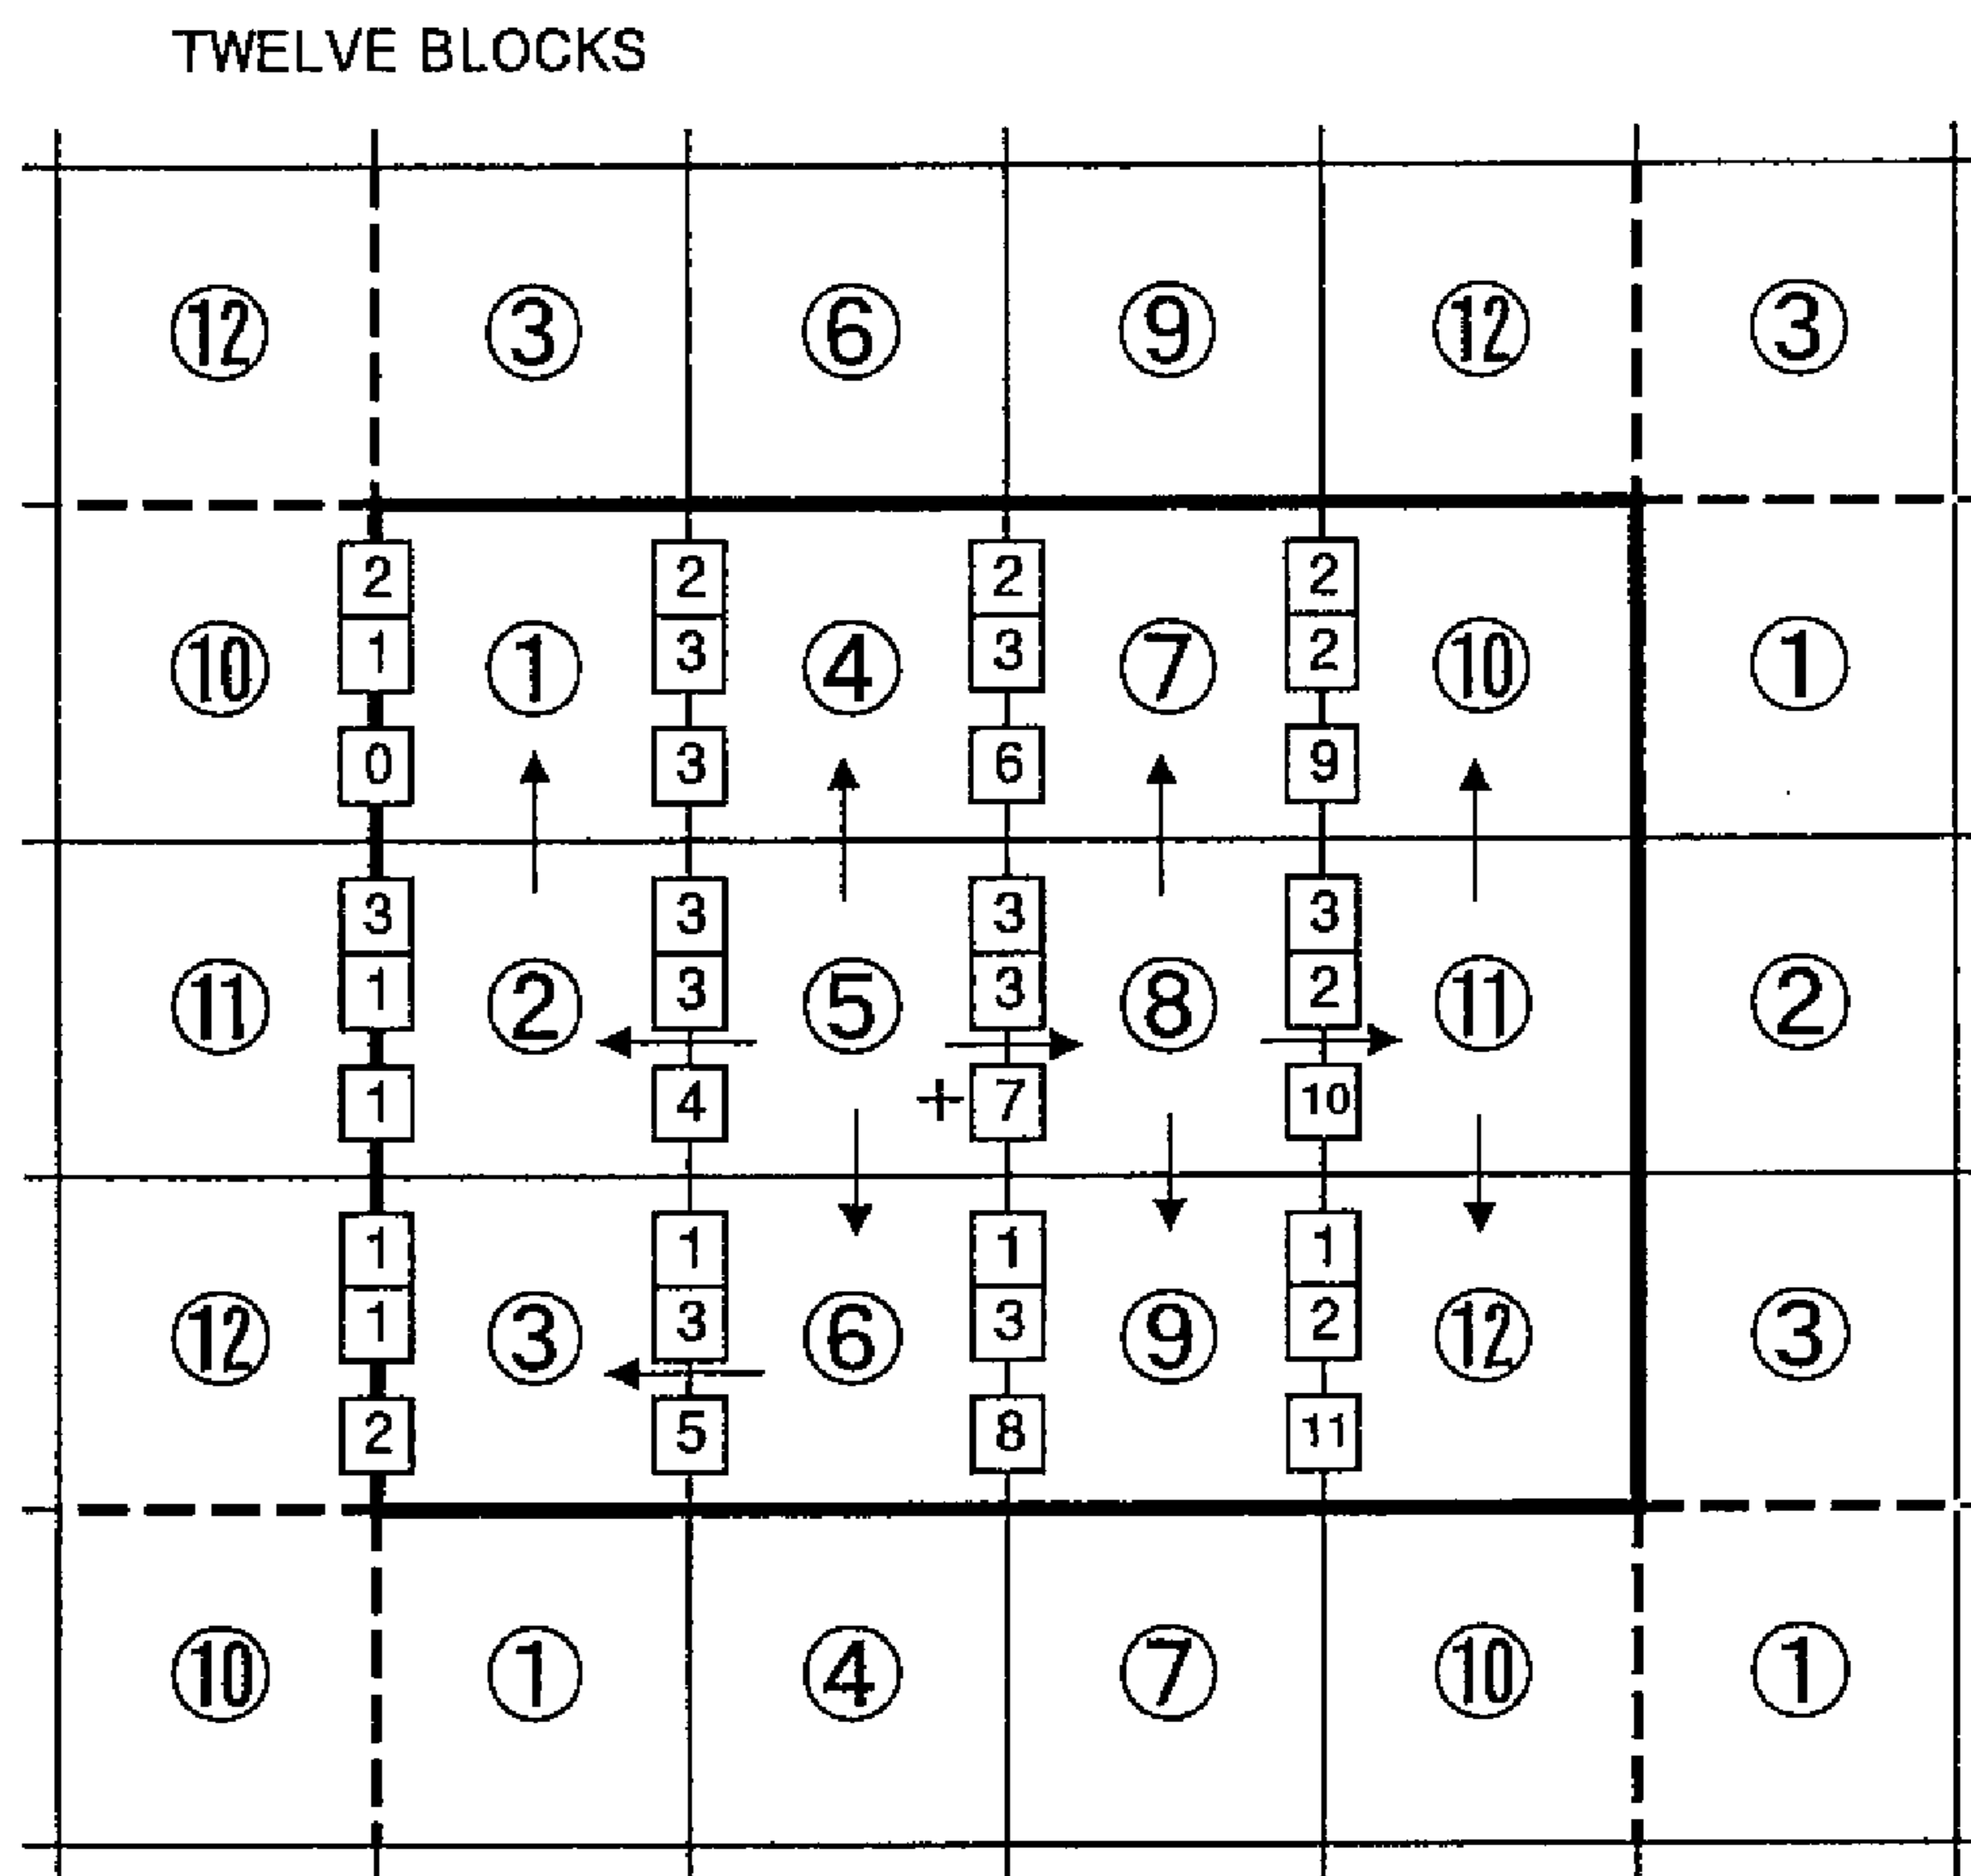 TWELVE BLOCKS
⑫ ③ ⑥ ⑨ ⑫ ③
2 2 2 2
⑩ 1 ① 3 ④ 3 ⑦ 2 ⑩ ①
0 3 6 9
3 3 3 3
⑪ 1 ② 3 ⑤ 3 ⑧ 2 ⑪ ②
1 4 + 7 10
1 1 1 1
⑫ 1 ③ 3 ⑥ 3 ⑨ 2 ⑫ ③
2 5 8 11
⑩ ① ④ ⑦ ⑩ ①